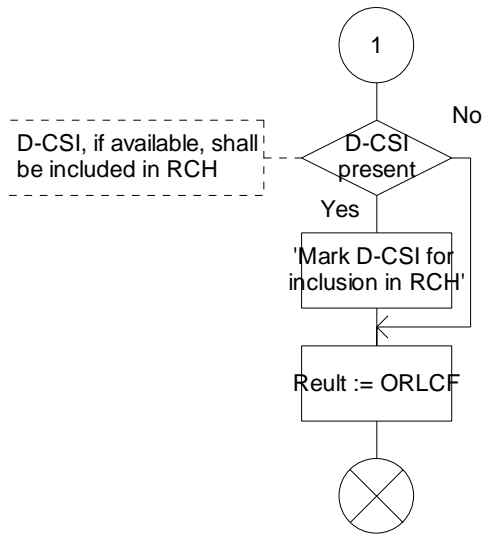 1
No
D-CSI, if available, shall
be included in RCH
D-CSI
present
Yes
'Mark D-CSI for
inclusion in RCH'
Reult := ORLCF